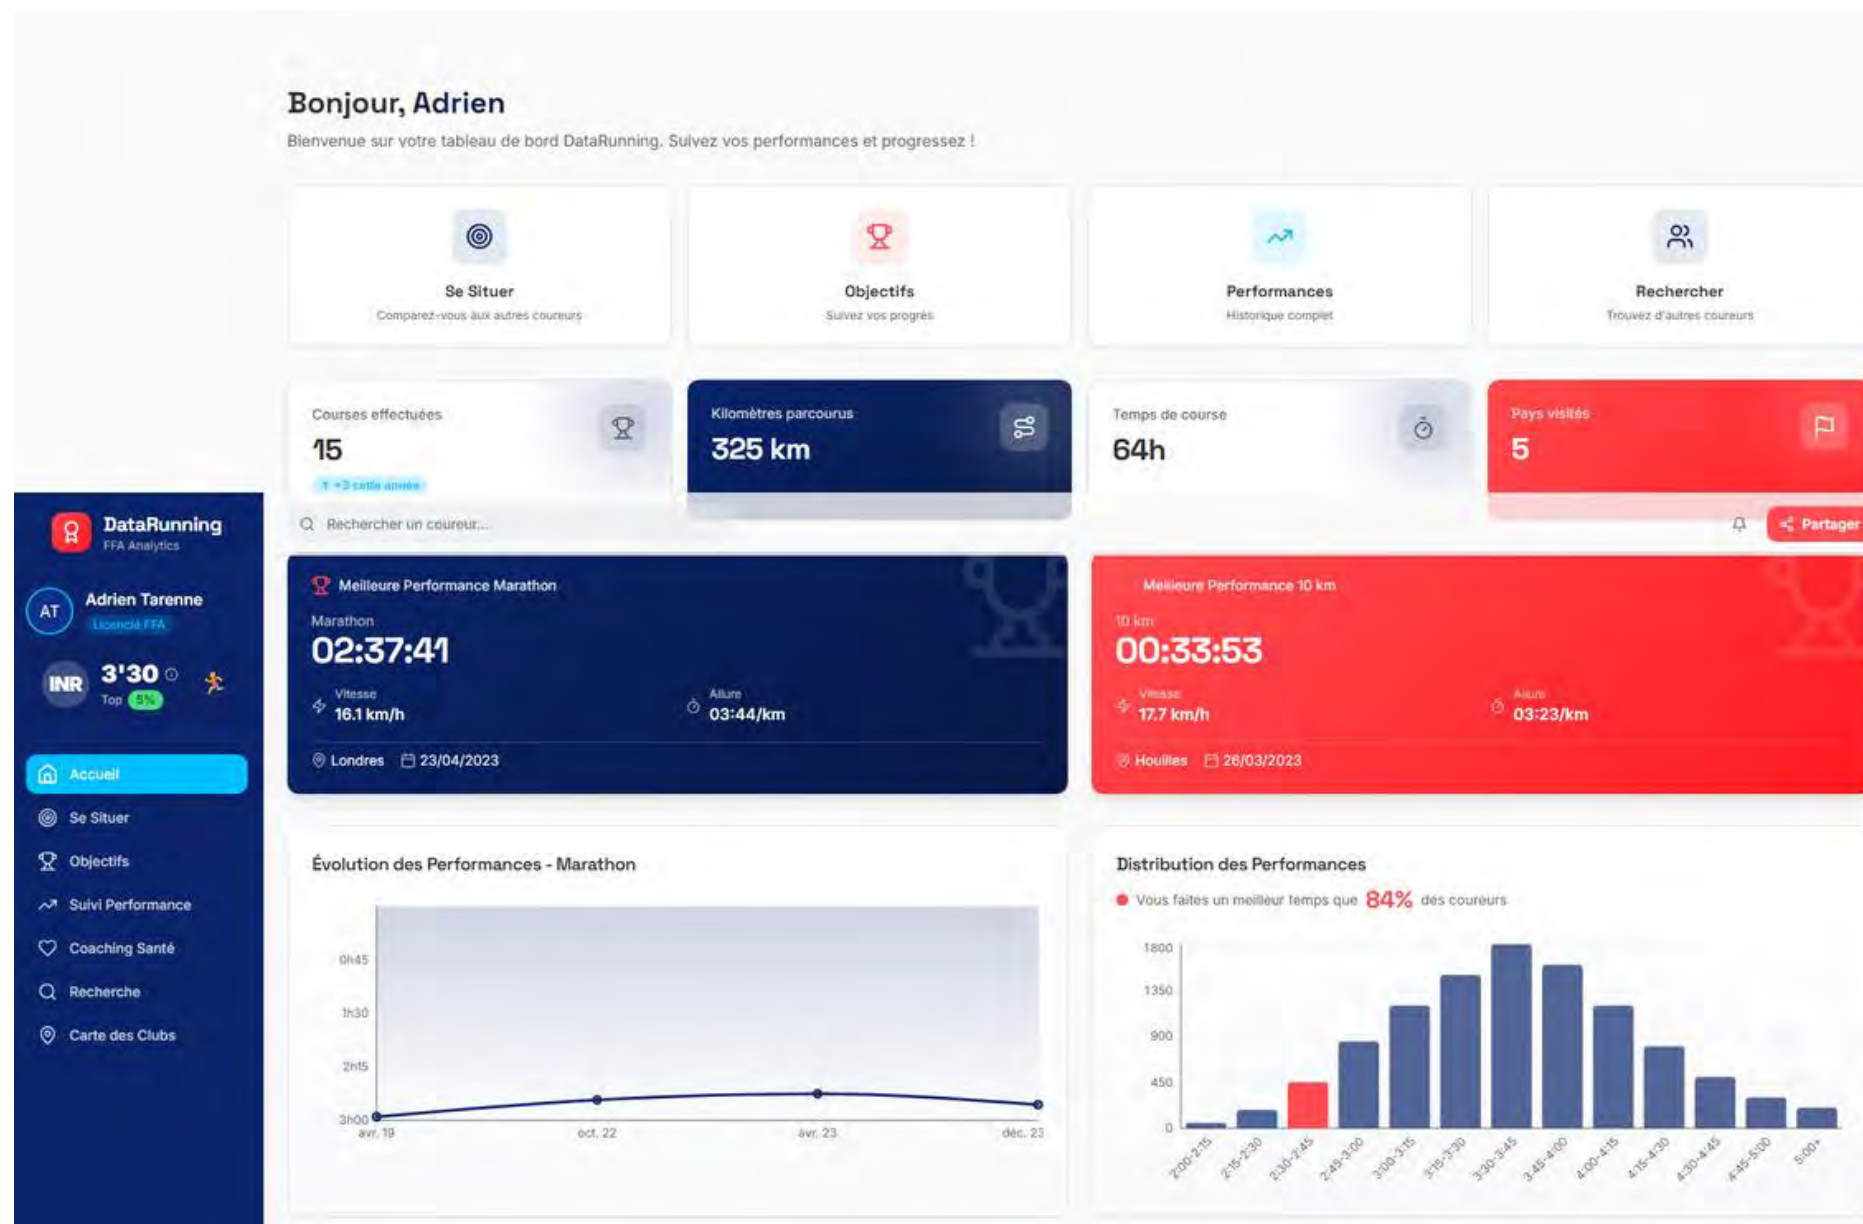 Bonjour, Adrien
Bienvenue sur votre tableau de bord DataRunning. Suivez vos performances et progressez !
Se Situer
Comparez-vous aux autres coureurs
Objectifs
Suivez vos progrès
Performances
Historique complet
Rechercher
Trouvez d'autres coureurs
Courses effectuées
15
+3 cette année
Kilomètres parcourus
325 km
Temps de course
64h
Pays visités
5
Rechercher un coureur...
Partager
DataRunning
FFA Analytics
AT
Adrien Tarenne
Licencié FFA
INR
3'30
Top 5%
Accueil
Se Situer
Objectifs
Suivi Performance
Coaching Santé
Recherche
Carte des Clubs
Meilleure Performance Marathon
Marathon
02:37:41
Vitesse
16.1 km/h
Allure
03:44/km
Londres 23/04/2023
Meilleure Performance 10 km
10 km
00:33:53
Vitesse
17.7 km/h
Allure
03:23/km
Houilles 26/03/2023
Évolution des Performances - Marathon
0h45
1h30
2h15
3h00
avr. 19 oct. 22 avr. 23 déc. 23
Distribution des Performances
Vous faites un meilleur temps que 84% des coureurs
1800
1350
900
450
0
2:00-2:15 2:15-2:30 2:30-2:45 2:45-3:00 3:00-3:15 3:15-3:30 3:30-3:45 3:45-4:00 4:00-4:15 4:15-4:30 4:30-4:45 4:45-5:00 5:00+